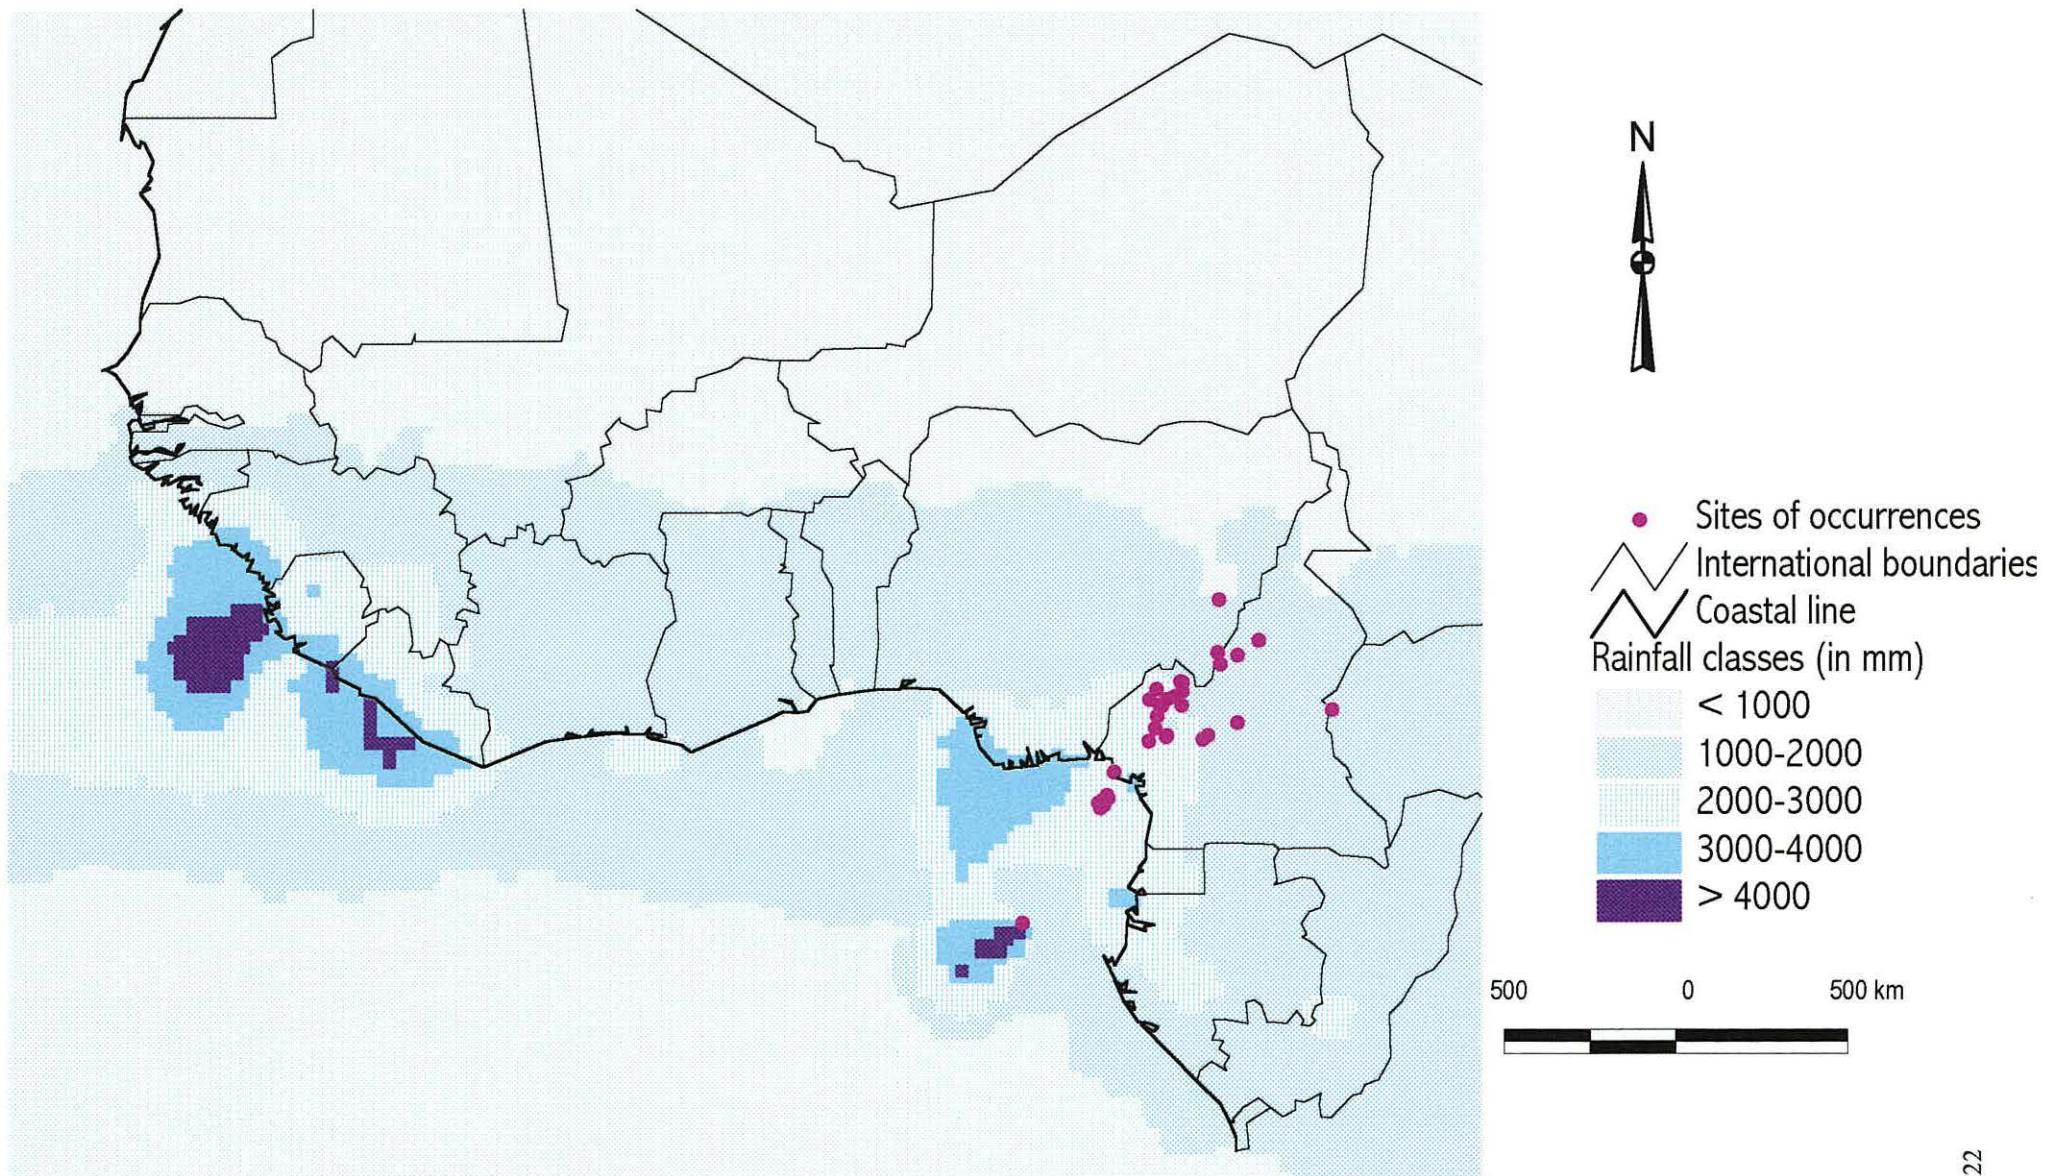 N
Sites of occurrences
International boundaries
Coastal line
Rainfall classes (in mm)
< 1000
1000-2000
2000-3000
3000-4000
> 4000
500 0 500 km
22